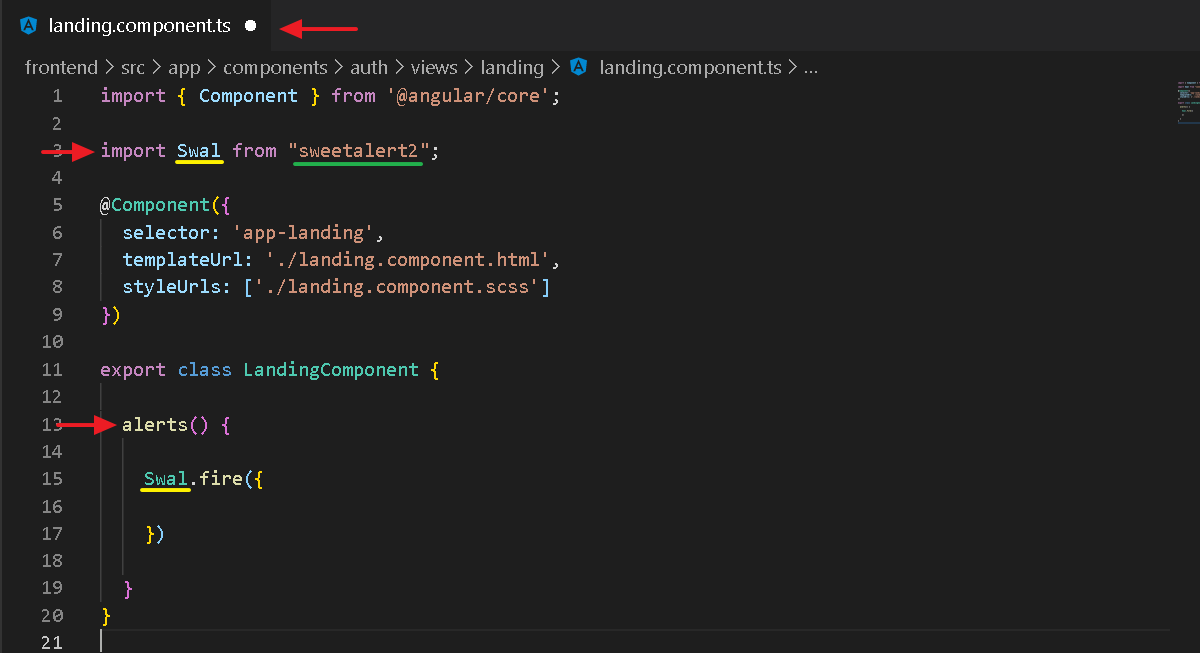 landing.component.ts
frontend > src > app > components > auth > views > landing > landing.component.ts > ...
1 import { Component } from '@angular/core';
2
3 import Swal from "sweetalert2";
4
5 @Component({
6 selector: 'app-landing',
7 templateUrl: './landing.component.html',
8 styleUrls: ['./landing.component.scss']
9 })
10
11 export class LandingComponent {
12
13 alerts() {
14
15 Swal.fire({
16
17 })
18
19 }
20 }
21